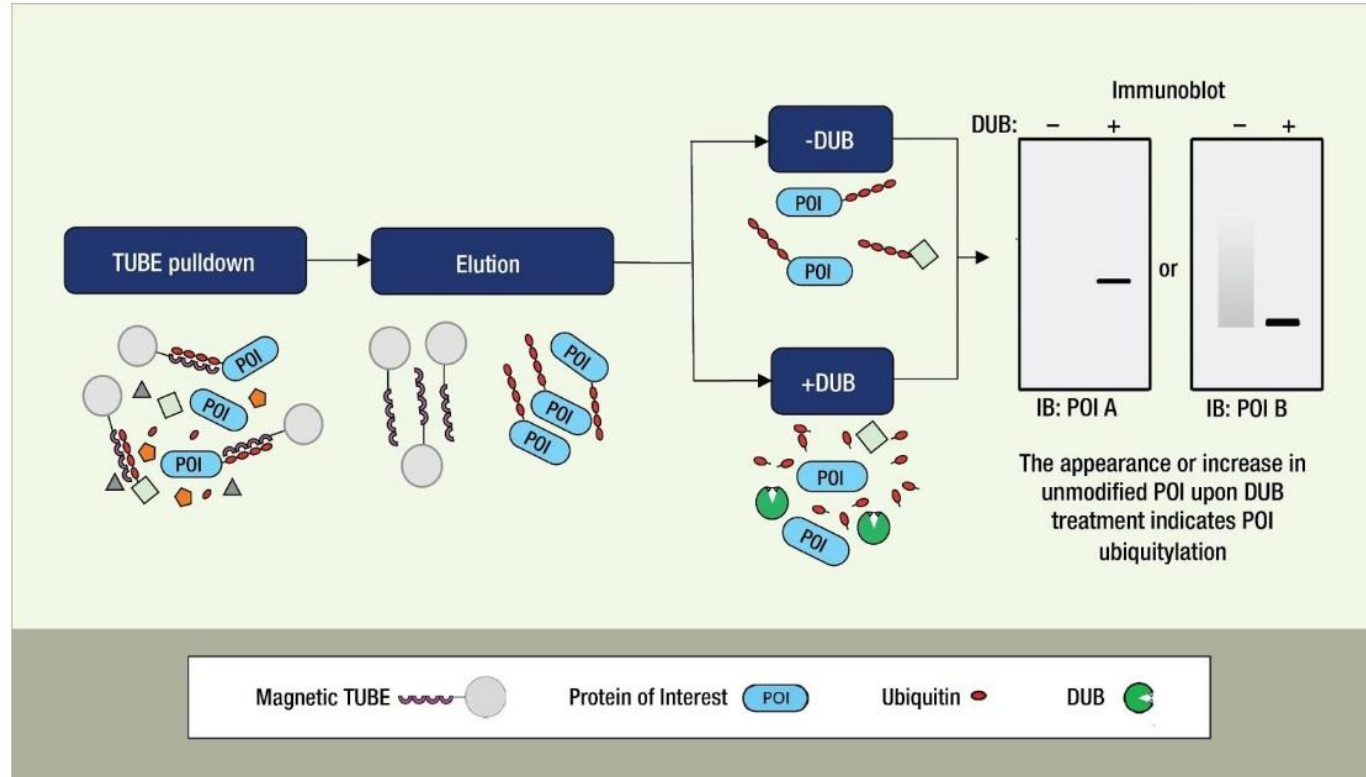 TUBE pulldown
Elution
-DUB
+DUB
POI
POI
POI
POI
POI
POI
POI
POI
POI
POI
Immunoblot
DUB: − + − +
or
IB: POI A
IB: POI B
The appearance or increase in
unmodified POI upon DUB
treatment indicates POI
ubiquitylation
Magnetic TUBE
Protein of Interest POI
Ubiquitin
DUB